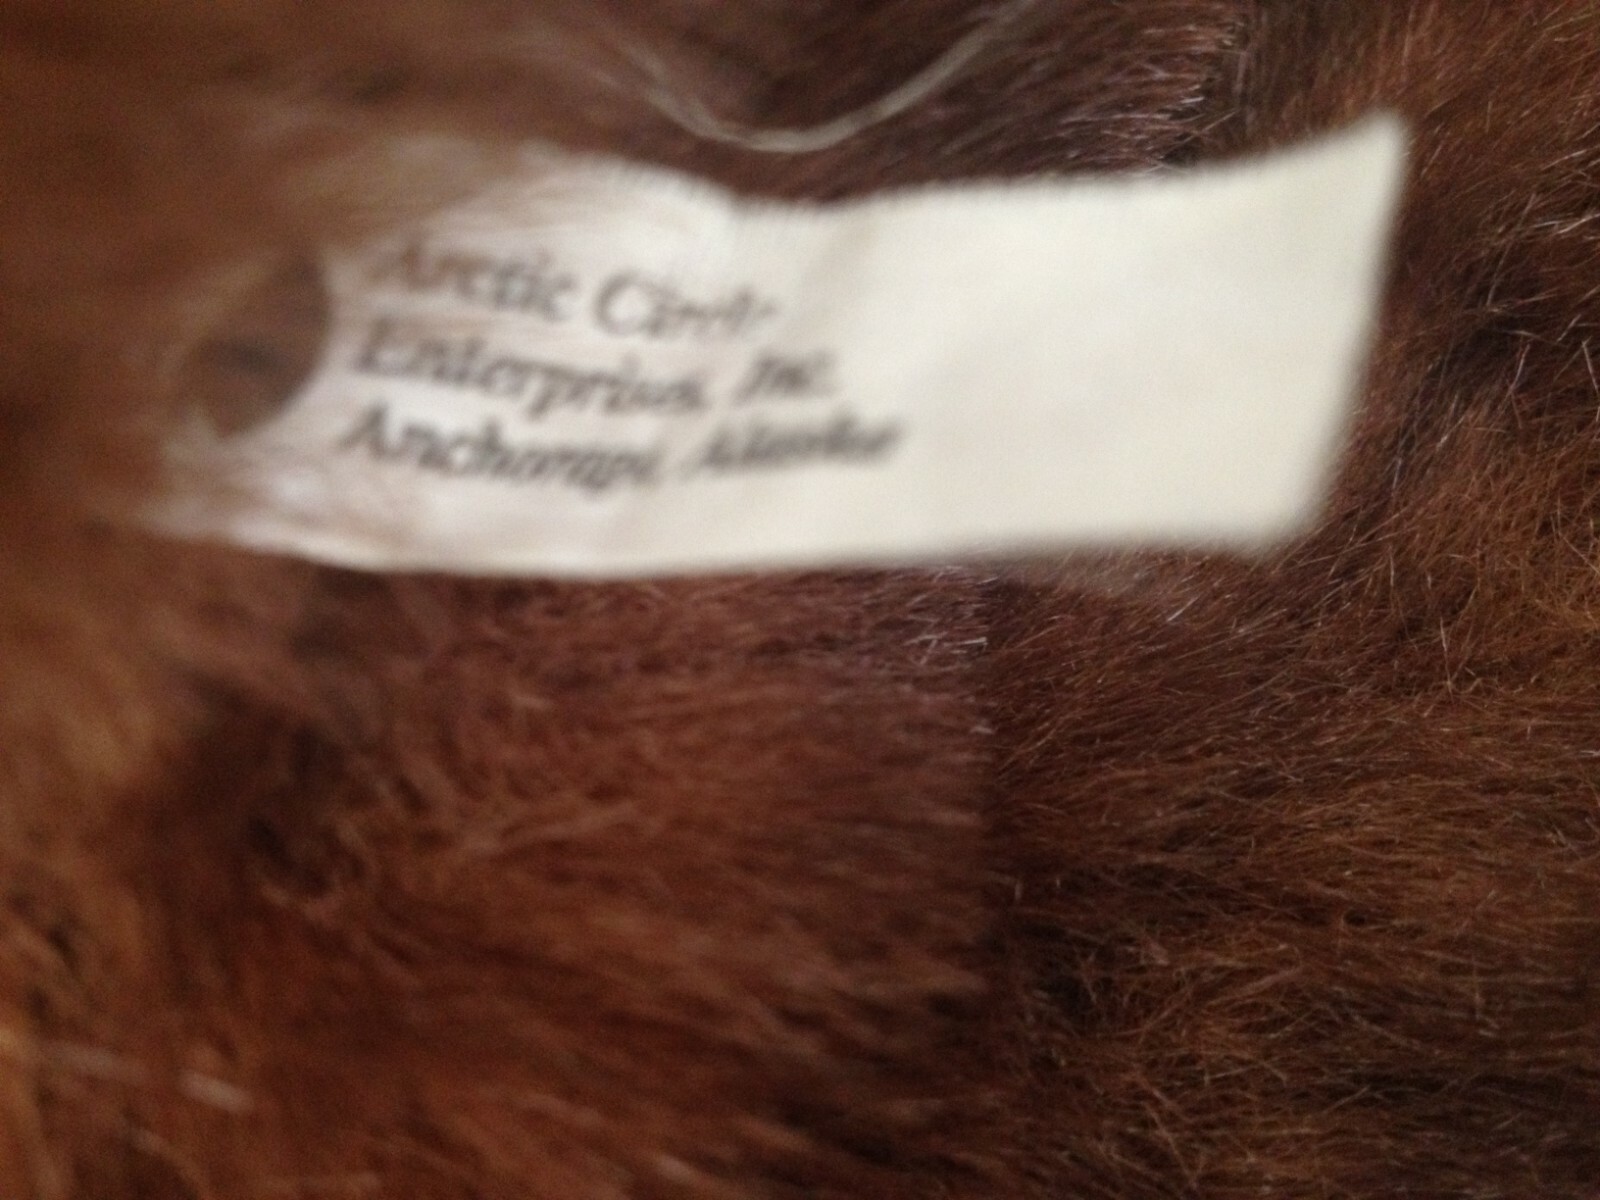 Arctic Circle
Enterprises, Inc.
Anchorage, Alaska